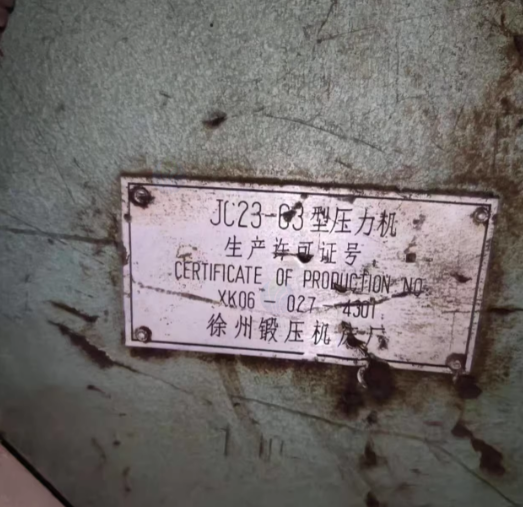 JC23-63型压力机
生产许可证号
CERTIFICATE OF PRODUCTION NO
XK06-027 4301
徐州锻压机床厂